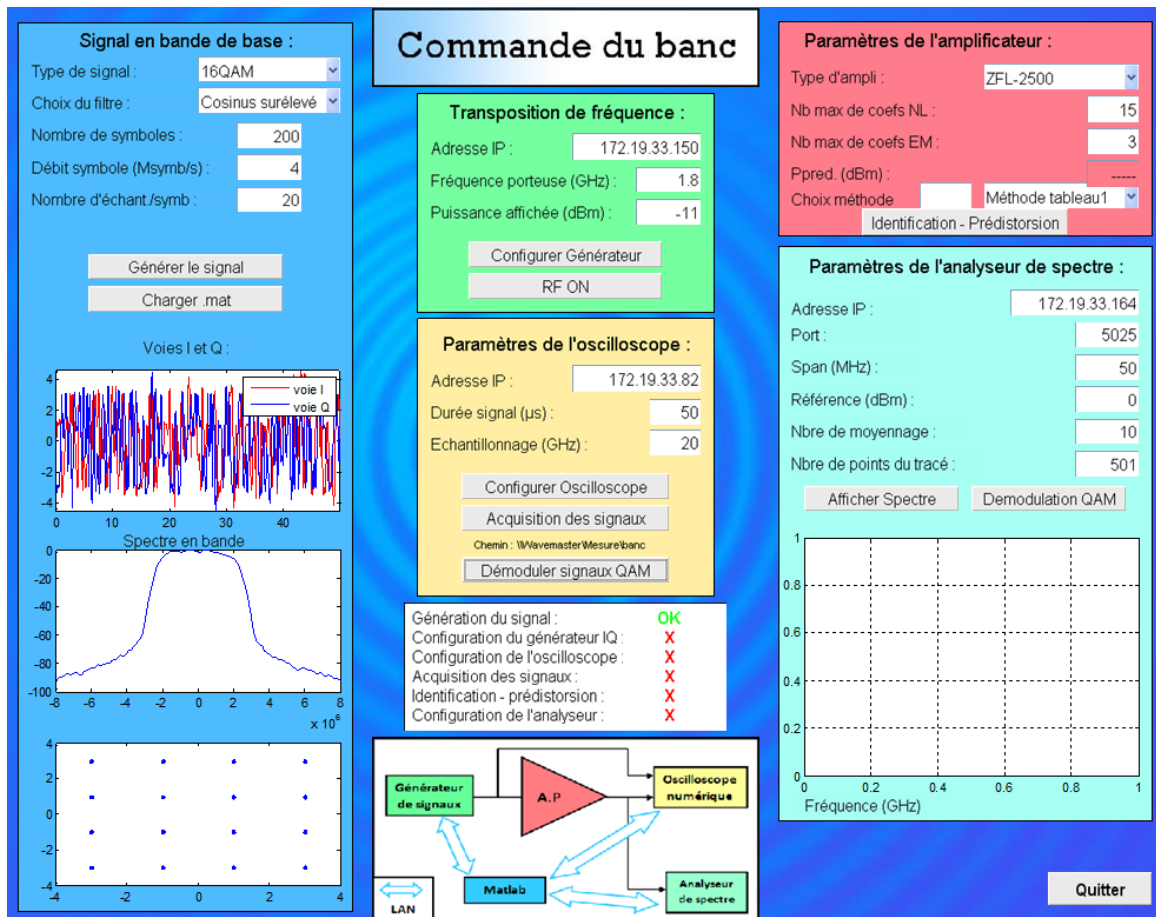 Signal en bande de base :
Type de signal :
16QAM
Choix du filtre :
Cosinus surélevé
Nombre de symboles :
200
Débit symbole (Msymb/s) :
4
Nombre d'échant./symb :
20
Générer le signal
Charger .mat
Voies I et Q :
voie I
voie Q
4
2
0
-2
-4
0
10
20
30
40
Spectre en bande
0
-20
-40
-60
-80
-100
-8
-6
-4
-2
0
2
4
6
8
x 10^6
4
2
0
-2
-4
-4
-2
0
2
4
Commande du banc
Transposition de fréquence :
Adresse IP :
172.19.33.150
Fréquence porteuse (GHz) :
1.8
Puissance affichée (dBm) :
-11
Configurer Générateur
RF ON
Paramètres de l'oscilloscope :
Adresse IP :
172.19.33.82
Durée signal (µs) :
50
Echantillonnage (GHz) :
20
Configurer Oscilloscope
Acquisition des signaux
Chemin : \\Wavemaster\Mesure\banc
Démoduler signaux QAM
Génération du signal : OK
Configuration du générateur IQ : X
Configuration de l'oscilloscope : X
Acquisition des signaux : X
Identification - prédistorsion : X
Configuration de l'analyseur : X
Générateur
de signaux
A.P
Oscilloscope
numérique
Matlab
Analyseur
de spectre
LAN
Paramètres de l'amplificateur :
Type d'ampli :
ZFL-2500
Nb max de coefs NL :
15
Nb max de coefs EM :
3
Ppred. (dBm) :
-----
Choix méthode
Méthode tableau1
Identification - Prédistorsion
Paramètres de l'analyseur de spectre :
Adresse IP :
172.19.33.164
Port :
5025
Span (MHz) :
50
Référence (dBm) :
0
Nbre de moyennage :
10
Nbre de points du tracé :
501
Afficher Spectre
Demodulation QAM
1
0.8
0.6
0.4
0.2
0
0
0.2
0.4
0.6
0.8
1
Fréquence (GHz)
Quitter